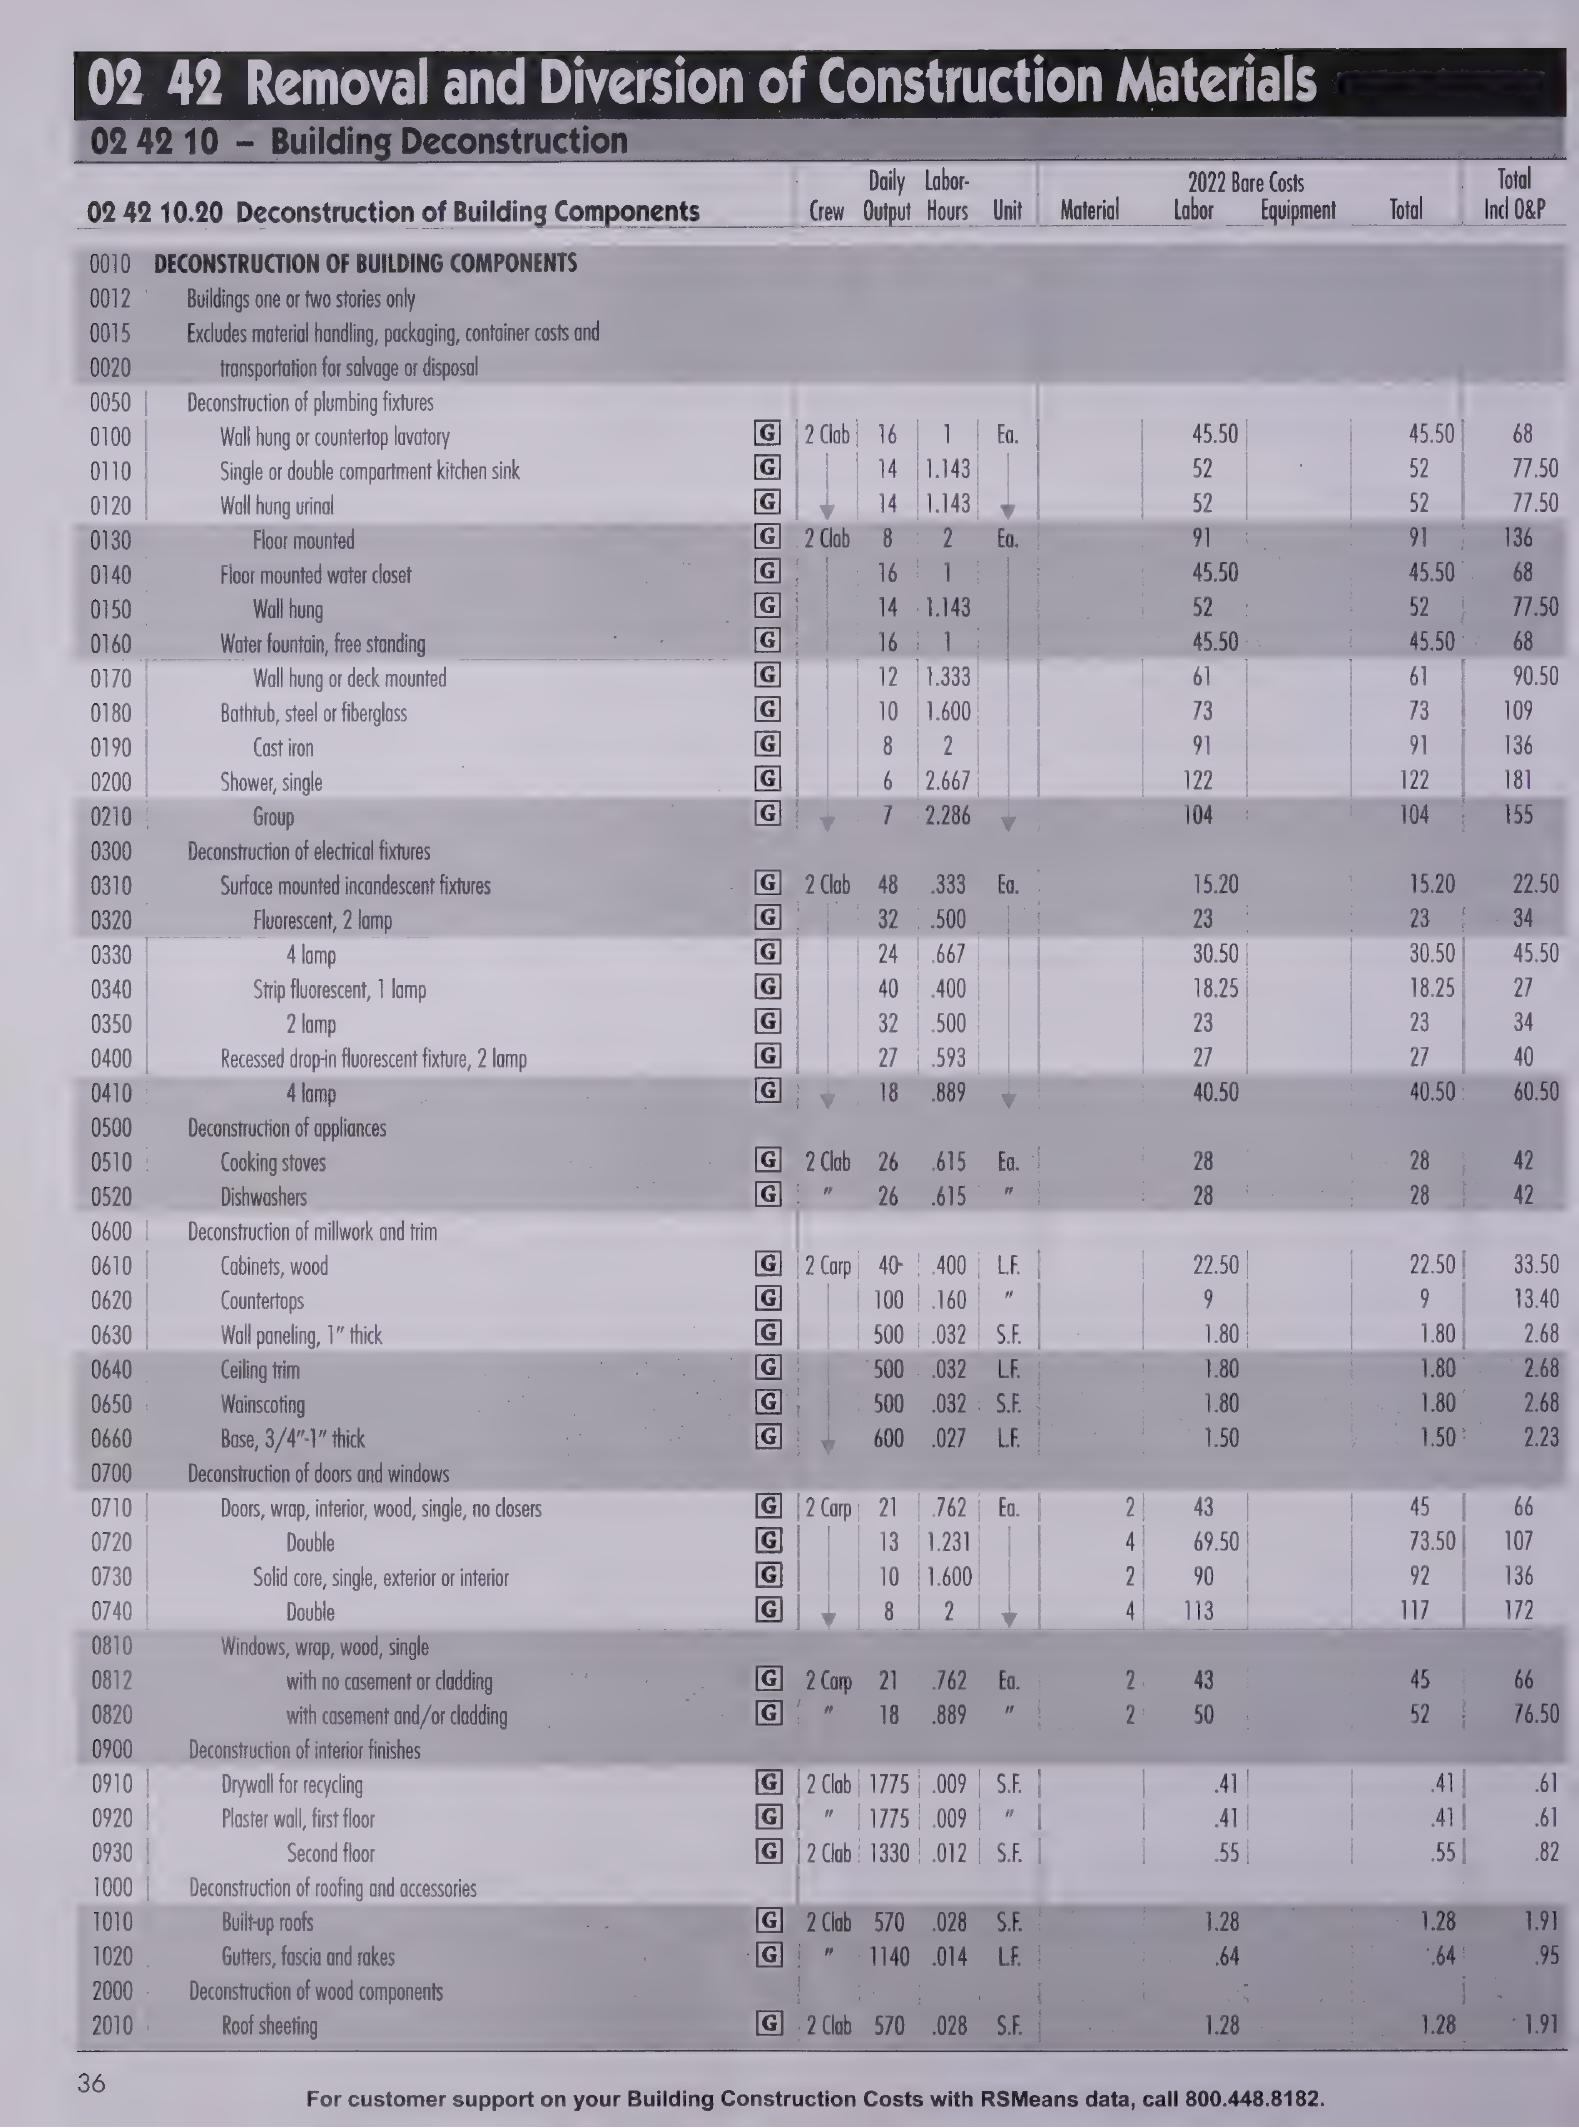 02 42 Removal and Diversion of Construction Materials
02 42 10 – Building Deconstruction
Daily Labor- 2022 Bare Costs Total
02 42 10.20 Deconstruction of Building Components Crew Output Hours Unit Material Labor Equipment Total Incl O&P
0010 DECONSTRUCTION OF BUILDING COMPONENTS
0012 Buildings one or two stories only
0015 Excludes material handling, packaging, container costs and
0020 transportation for salvage or disposal
0050 Deconstruction of plumbing fixtures
0100 Wall hung or countertop lavatory G 2 Clab 16 1 Ea. 45.50 45.50 68
0110 Single or double compartment kitchen sink G 14 1.143 52 52 77.50
0120 Wall hung urinal G 14 1.143 52 52 77.50
0130 Floor mounted G 2 Clab 8 2 Ea. 91 91 136
0140 Floor mounted water closet G 16 1 45.50 45.50 68
0150 Wall hung G 14 1.143 52 52 77.50
0160 Water fountain, free standing G 16 1 45.50 45.50 68
0170 Wall hung or deck mounted G 12 1.333 61 61 90.50
0180 Bathtub, steel or fiberglass G 10 1.600 73 73 109
0190 Cast iron G 8 2 91 91 136
0200 Shower, single G 6 2.667 122 122 181
0210 Group G 7 2.286 104 104 155
0300 Deconstruction of electrical fixtures
0310 Surface mounted incandescent fixtures G 2 Clab 48 .333 Ea. 15.20 15.20 22.50
0320 Fluorescent, 2 lamp G 32 .500 23 23 34
0330 4 lamp G 24 .667 30.50 30.50 45.50
0340 Strip fluorescent, 1 lamp G 40 .400 18.25 18.25 27
0350 2 lamp G 32 .500 23 23 34
0400 Recessed drop-in fluorescent fixture, 2 lamp G 27 .593 27 27 40
0410 4 lamp G 18 .889 40.50 40.50 60.50
0500 Deconstruction of appliances
0510 Cooking stoves G 2 Clab 26 .615 Ea. 28 28 42
0520 Dishwashers G " 26 .615 " 28 28 42
0600 Deconstruction of millwork and trim
0610 Cabinets, wood G 2 Carp 40 .400 L.F. 22.50 22.50 33.50
0620 Countertops G 100 .160 " 9 9 13.40
0630 Wall paneling, 1" thick G 500 .032 S.F. 1.80 1.80 2.68
0640 Ceiling trim G 500 .032 L.F. 1.80 1.80 2.68
0650 Wainscoting G 500 .032 S.F. 1.80 1.80 2.68
0660 Base, 3/4"-1" thick G 600 .027 L.F. 1.50 1.50 2.23
0700 Deconstruction of doors and windows
0710 Doors, wrap, interior, wood, single, no closers G 2 Carp 21 .762 Ea. 2 43 45 66
0720 Double G 13 1.231 4 69.50 73.50 107
0730 Solid core, single, exterior or interior G 10 1.600 2 90 92 136
0740 Double G 8 2 4 113 117 172
0810 Windows, wrap, wood, single
0812 with no casement or cladding G 2 Carp 21 .762 Ea. 2 43 45 66
0820 with casement and/or cladding G " 18 .889 " 2 50 52 76.50
0900 Deconstruction of interior finishes
0910 Drywall for recycling G 2 Clab 1775 .009 S.F. .41 .41 .61
0920 Plaster wall, first floor G " 1775 .009 " .41 .41 .61
0930 Second floor G 2 Clab 1330 .012 S.F. .55 .55 .82
1000 Deconstruction of roofing and accessories
1010 Built-up roofs G 2 Clab 570 .028 S.F. 1.28 1.28 1.91
1020 Gutters, fascia and rakes G " 1140 .014 L.F. .64 .64 .95
2000 Deconstruction of wood components
2010 Roof sheeting G 2 Clab 570 .028 S.F. 1.28 1.28 1.91
36
For customer support on your Building Construction Costs with RSMeans data, call 800.448.8182.